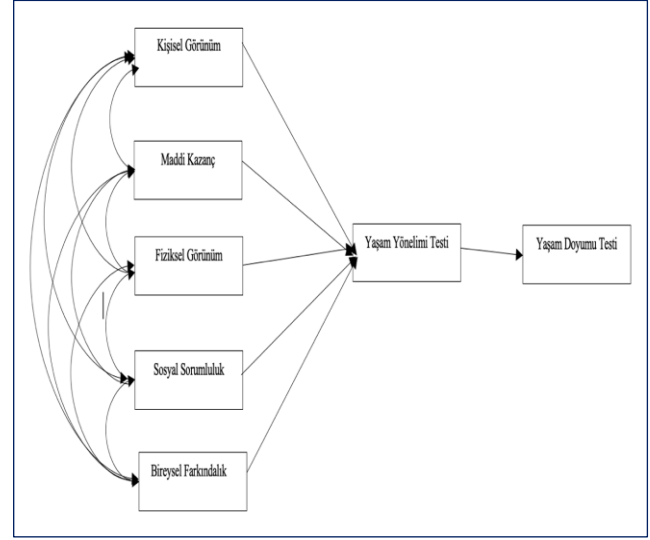 Kişisel Görünüm
Maddi Kazanç
Fiziksel Görünüm
Sosyal Sorumluluk
Bireysel Farkındalık
Yaşam Yönelimi Testi
Yaşam Doyumu Testi